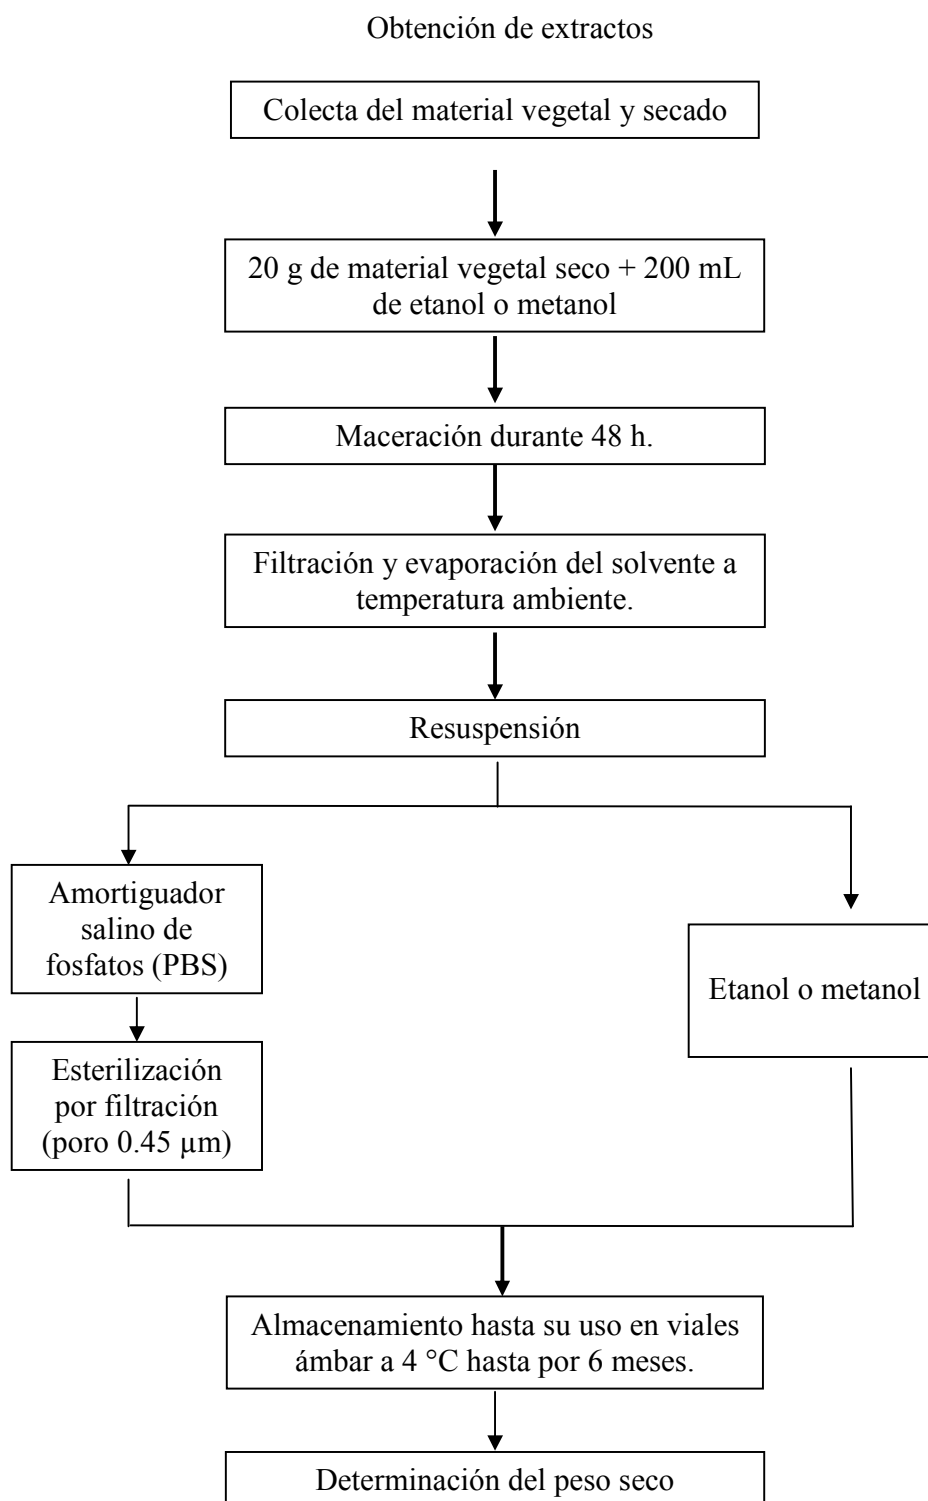 Obtención de extractos
Colecta del material vegetal y secado
20 g de material vegetal seco + 200 mL
de etanol o metanol
Maceración durante 48 h.
Filtración y evaporación del solvente a
temperatura ambiente.
Resuspensión
Amortiguador
salino de
fosfatos (PBS)
Etanol o metanol
Esterilización
por filtración
(poro 0.45 µm)
Almacenamiento hasta su uso en viales
ámbar a 4 °C hasta por 6 meses.
Determinación del peso seco